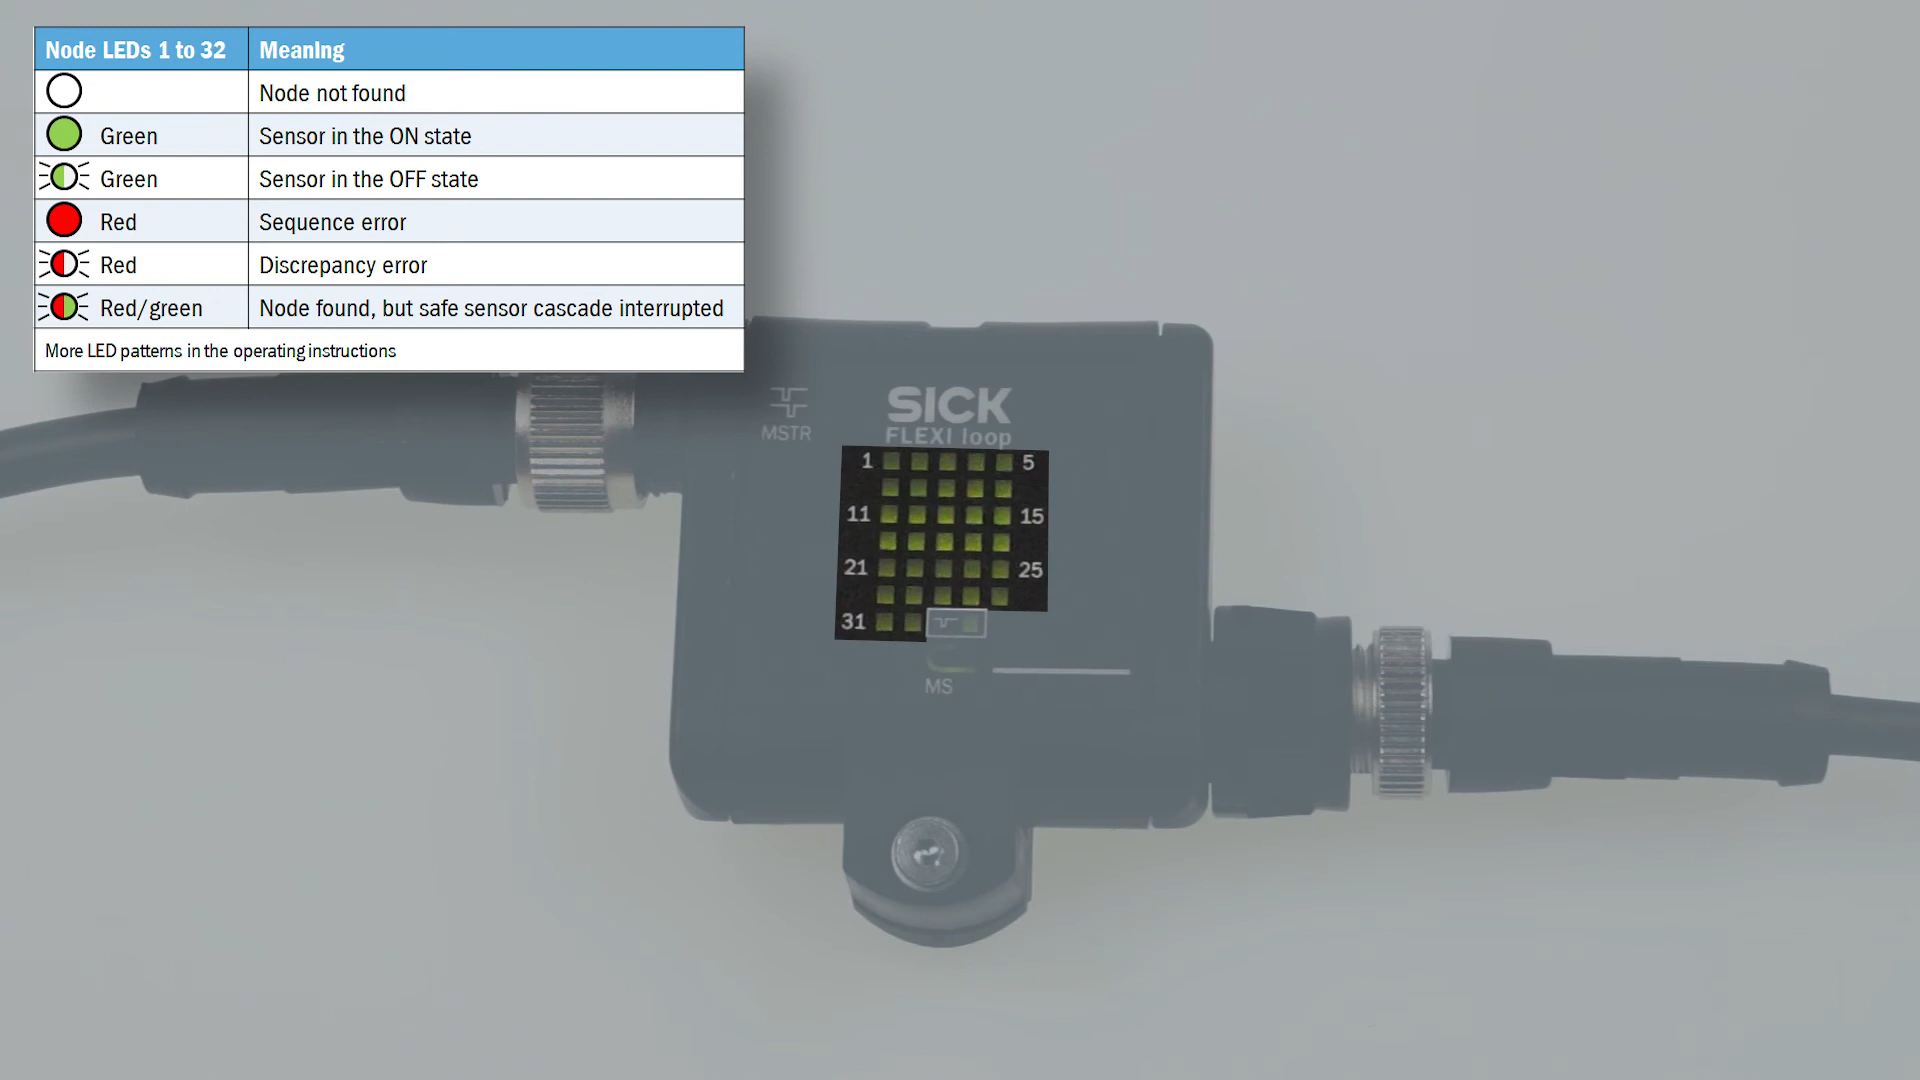 Node LEDs 1 to 32 Meaning
Node not found
Green Sensor in the ON state
Green Sensor in the OFF state
Red Sequence error
Red Discrepancy error
Red/green Node found, but safe sensor cascade interrupted
More LED patterns in the operating instructions
SICK
MSTR FLEXI loop
1 5
11 15
21 25
31
MS